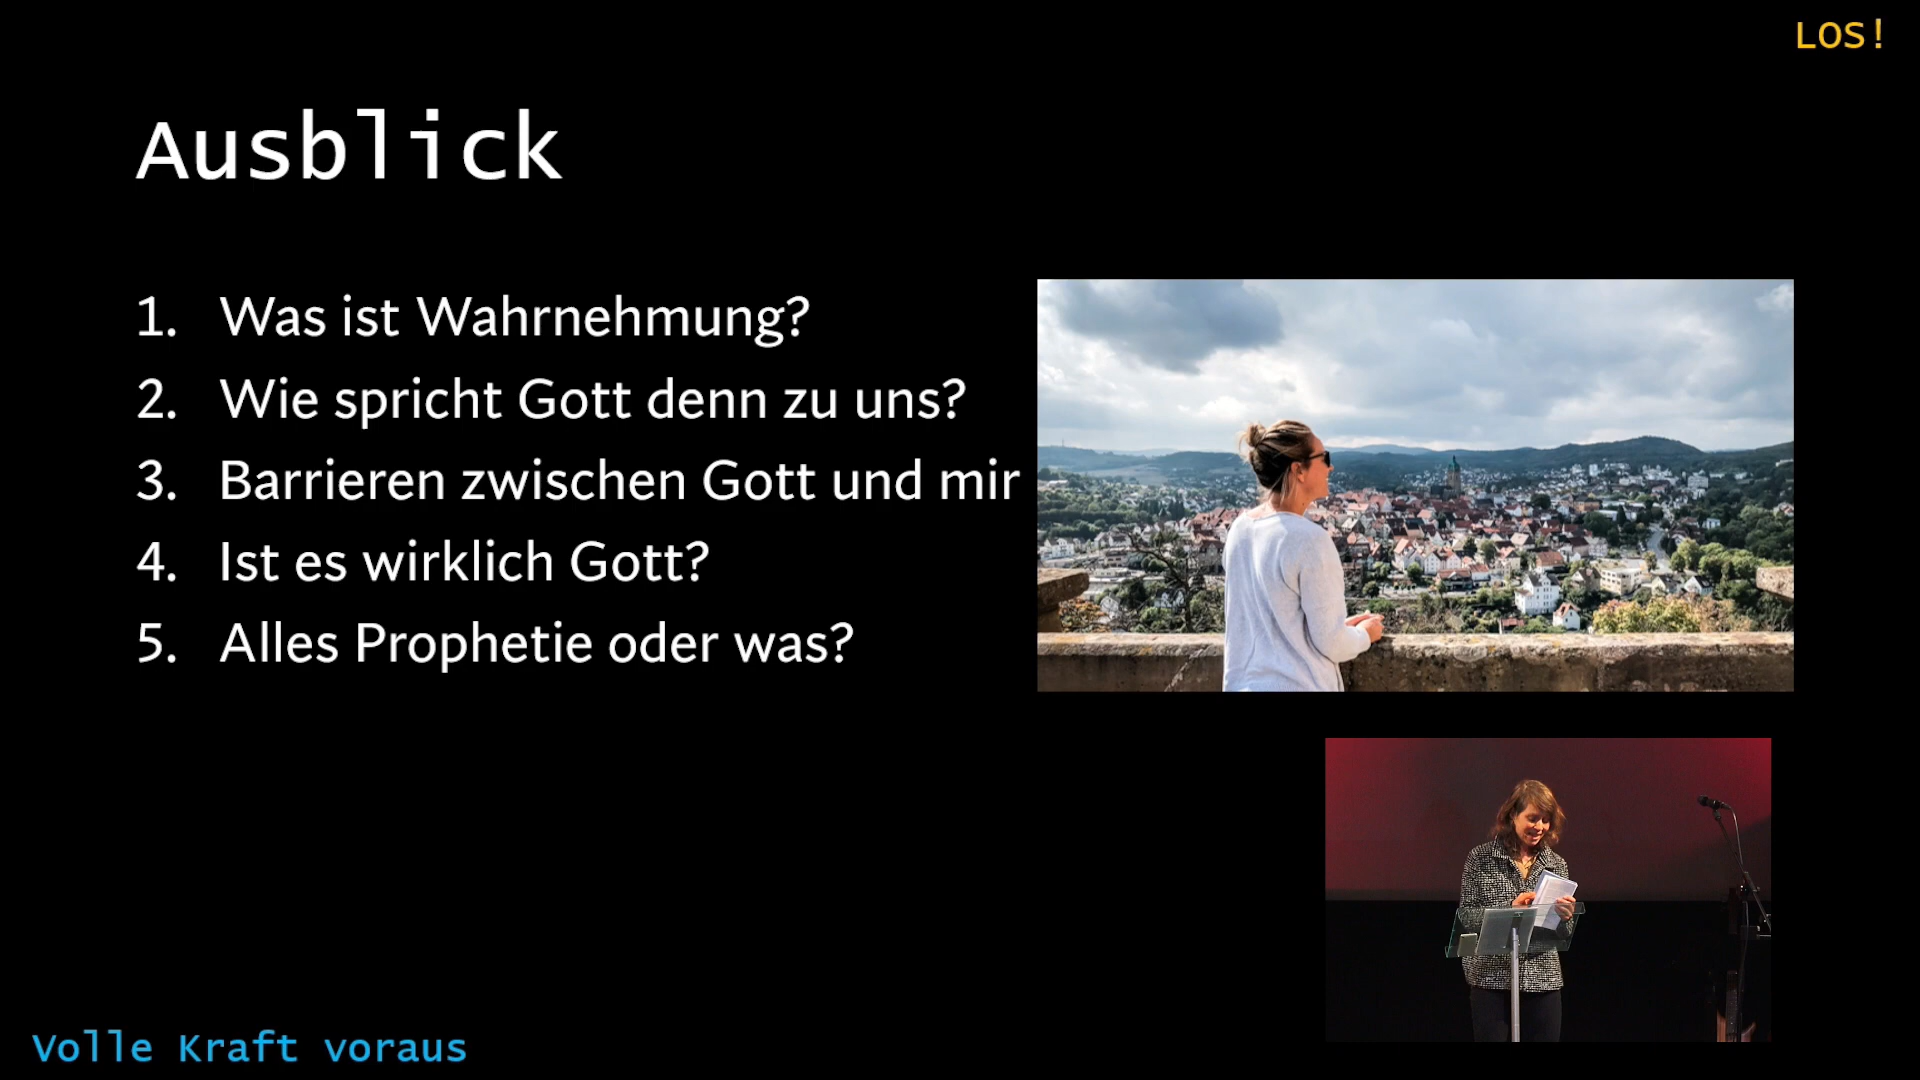 LOS!
Ausblick
1. Was ist Wahrnehmung?
2. Wie spricht Gott denn zu uns?
3. Barrieren zwischen Gott und mir
4. Ist es wirklich Gott?
5. Alles Prophetie oder was?
Volle Kraft voraus